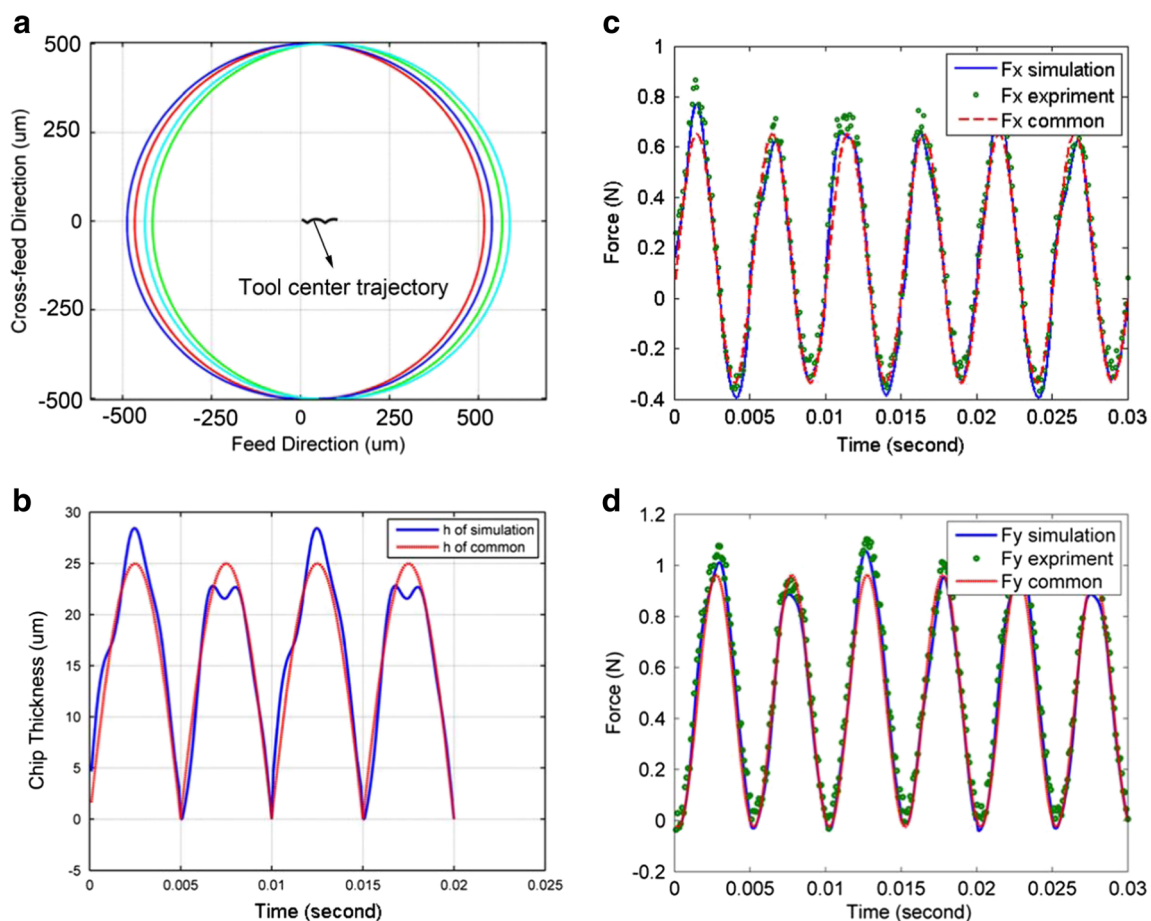 a
500
250
0
-250
-500
-500
-250
0
250
500
Cross-feed Direction (um)
Feed Direction (um)
Tool center trajectory
c
1
0.8
0.6
0.4
0.2
0
-0.2
-0.4
0
0.005
0.01
0.015
0.02
0.025
0.03
Force (N)
Time (second)
Fx simulation
Fx expriment
Fx common
b
30
25
20
15
10
5
0
-5
0
0.005
0.01
0.015
0.02
0.025
Chip Thickness (um)
Time (second)
h of simulation
h of common
d
1.2
1
0.8
0.6
0.4
0.2
0
-0.2
0
0.005
0.01
0.015
0.02
0.025
0.03
Force (N)
Time (second)
Fy simulation
Fy expriment
Fy common